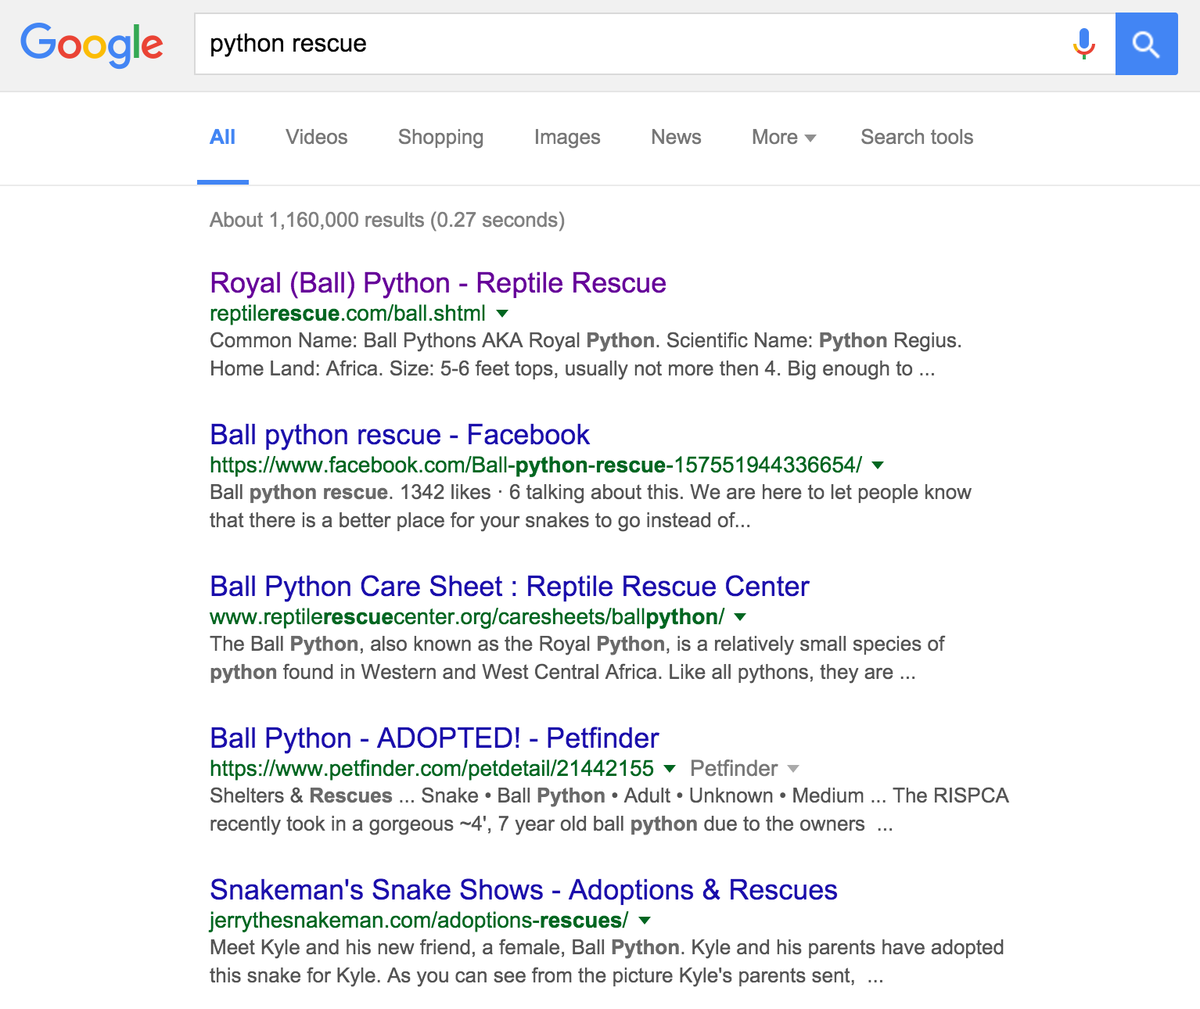 Google
python rescue
All Videos Shopping Images News More Search tools
About 1,160,000 results (0.27 seconds)
Royal (Ball) Python - Reptile Rescue
reptilerescue.com/ball.shtml
Common Name: Ball Pythons AKA Royal Python. Scientific Name: Python Regius.
Home Land: Africa. Size: 5-6 feet tops, usually not more then 4. Big enough to ...
Ball python rescue - Facebook
https://www.facebook.com/Ball-python-rescue-157551944336654/
Ball python rescue. 1342 likes · 6 talking about this. We are here to let people know
that there is a better place for your snakes to go instead of...
Ball Python Care Sheet : Reptile Rescue Center
www.reptilerescuecenter.org/caresheets/ballpython/
The Ball Python, also known as the Royal Python, is a relatively small species of
python found in Western and West Central Africa. Like all pythons, they are ...
Ball Python - ADOPTED! - Petfinder
https://www.petfinder.com/petdetail/21442155 Petfinder
Shelters & Rescues ... Snake • Ball Python • Adult • Unknown • Medium ... The RISPCA
recently took in a gorgeous ~4', 7 year old ball python due to the owners ...
Snakeman's Snake Shows - Adoptions & Rescues
jerrythesnakeman.com/adoptions-rescues/
Meet Kyle and his new friend, a female, Ball Python. Kyle and his parents have adopted
this snake for Kyle. As you can see from the picture Kyle's parents sent, ...